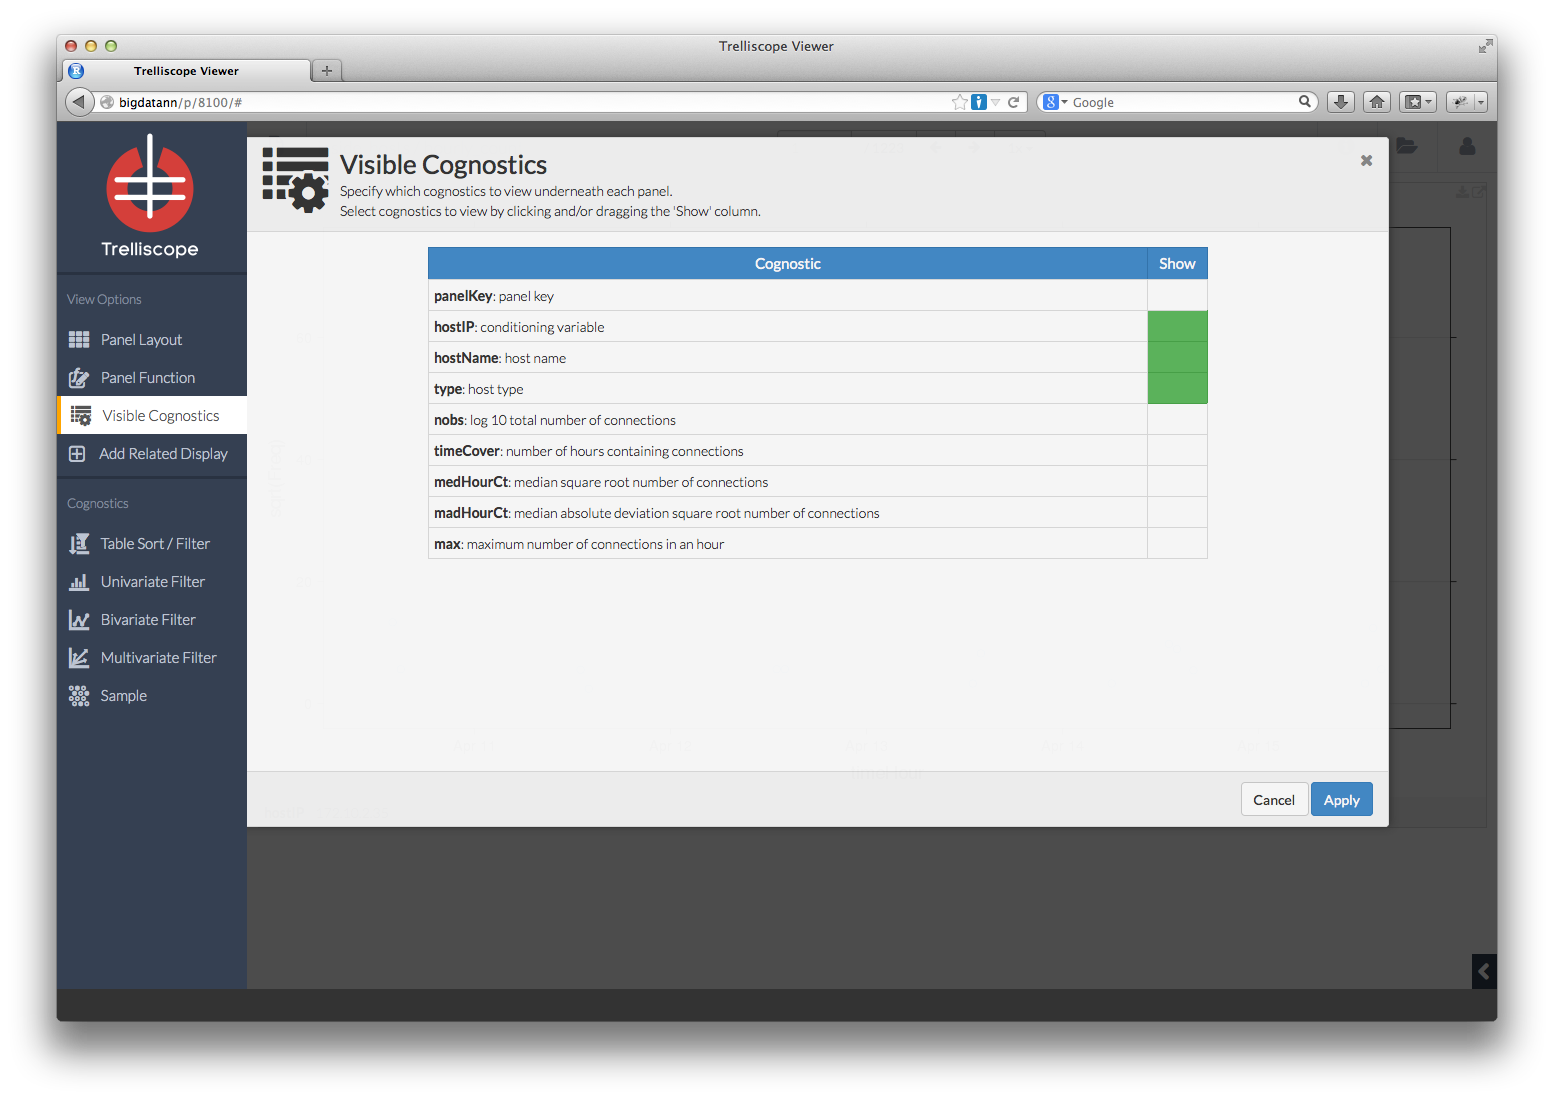 Trelliscope Viewer
Trelliscope Viewer
bigdatann/p/8100/#
Google
Trelliscope
View Options
Panel Layout
Panel Function
Visible Cognostics
Add Related Display
Cognostics
Table Sort / Filter
Univariate Filter
Bivariate Filter
Multivariate Filter
Sample
Visible Cognostics
Specify which cognostics to view underneath each panel.
Select cognostics to view by clicking and/or dragging the 'Show' column.
Cognostic Show
panelKey: panel key
hostIP: conditioning variable
hostName: host name
type: host type
nobs: log 10 total number of connections
timeCover: number of hours containing connections
medHourCt: median square root number of connections
madHourCt: median absolute deviation square root number of connections
max: maximum number of connections in an hour
Cancel Apply